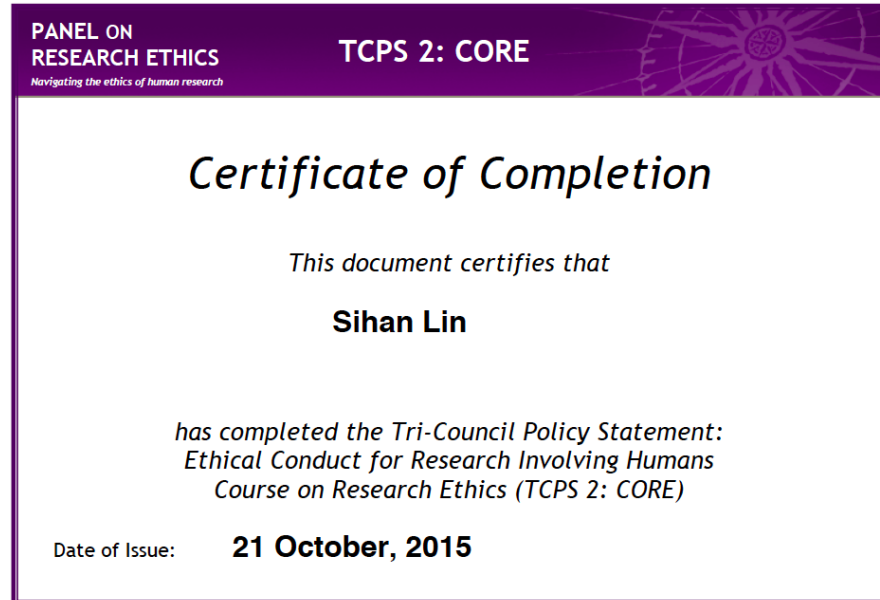 PANEL ON
RESEARCH ETHICS
Navigating the ethics of human research
TCPS 2: CORE
Certificate of Completion
This document certifies that
Sihan Lin
has completed the Tri-Council Policy Statement:
Ethical Conduct for Research Involving Humans
Course on Research Ethics (TCPS 2: CORE)
Date of Issue: 21 October, 2015